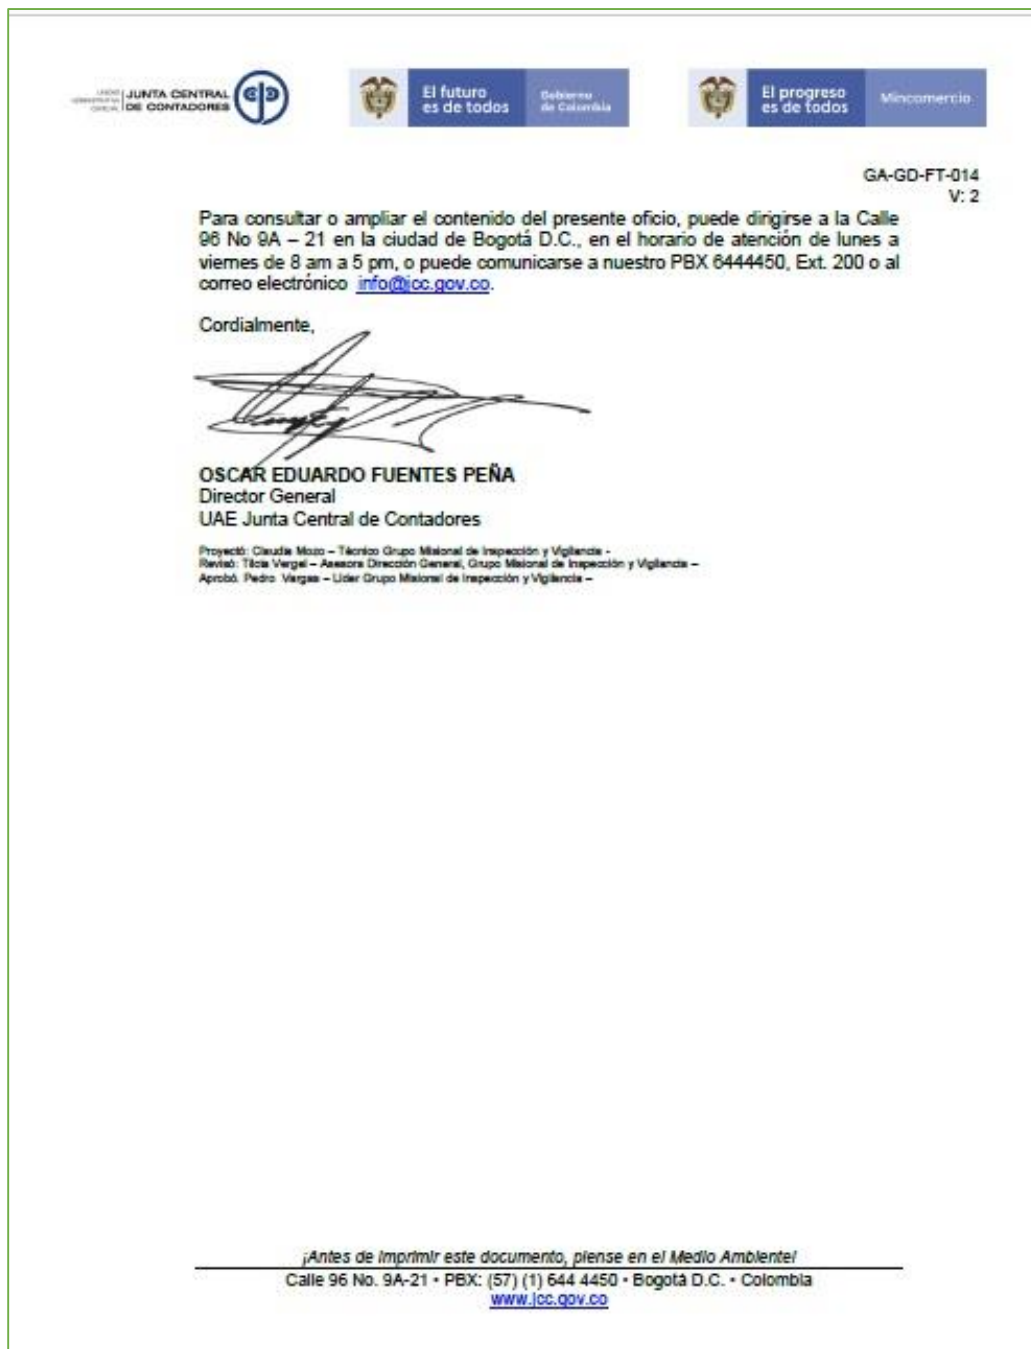 UNIDAD
ADMINISTRATIVA
ESPECIAL
JUNTA CENTRAL
DE CONTADORES
El futuro
es de todos
Gobierno
de Colombia
El progreso
es de todos
Mincomercio
GA-GD-FT-014
V: 2
Para consultar o ampliar el contenido del presente oficio, puede dirigirse a la Calle
96 No 9A – 21 en la ciudad de Bogotá D.C., en el horario de atención de lunes a
viernes de 8 am a 5 pm, o puede comunicarse a nuestro PBX 6444450, Ext. 200 o al
correo electrónico info@jcc.gov.co.
Cordialmente,
OSCAR EDUARDO FUENTES PEÑA
Director General
UAE Junta Central de Contadores
Proyectó: Claudia Mozo – Técnico Grupo Misional de Inspección y Vigilancia -
Revisó: Vergel – Asesora Dirección General, Grupo Misional de Inspección y Vigilancia –
Aprobó. Pedro Vargas – Lider Grupo Misional de Inspección y Vigilancia –
¡Antes de imprimir este documento, piense en el Medio Ambiente!
Calle 96 No. 9A-21 • PBX: (57) (1) 644 4450 • Bogotá D.C. • Colombia
www.jcc.gov.co